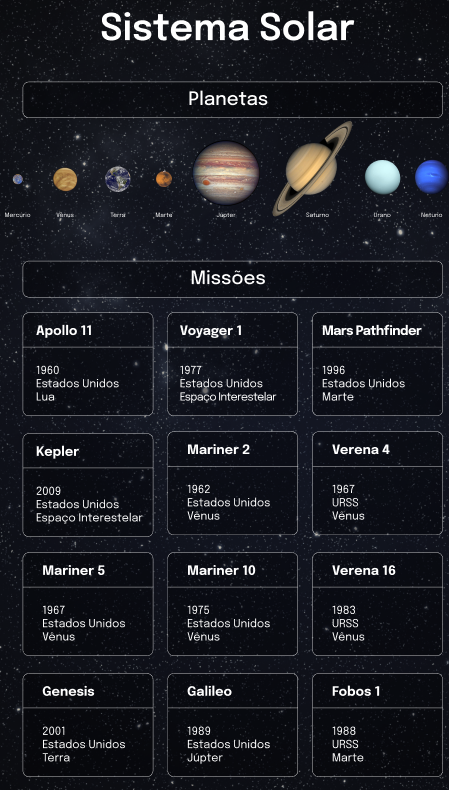 Sistema Solar
Planetas
Mercúrio Vênus Terra Marte Júpter Saturno Urano Neturio
Missões
Apollo 11
1960
Estados Unidos
Lua
Voyager 1
1977
Estados Unidos
Espaço Interestelar
Mars Pathfinder
1996
Estados Unidos
Marte
Kepler
2009
Estados Unidos
Espaço Interestelar
Mariner 2
1962
Estados Unidos
Vênus
Verena 4
1967
URSS
Vênus
Mariner 5
1967
Estados Unidos
Vênus
Mariner 10
1975
Estados Unidos
Vênus
Verena 16
1983
URSS
Vênus
Genesis
2001
Estados Unidos
Terra
Galileo
1989
Estados Unidos
Júpter
Fobos 1
1988
URSS
Marte